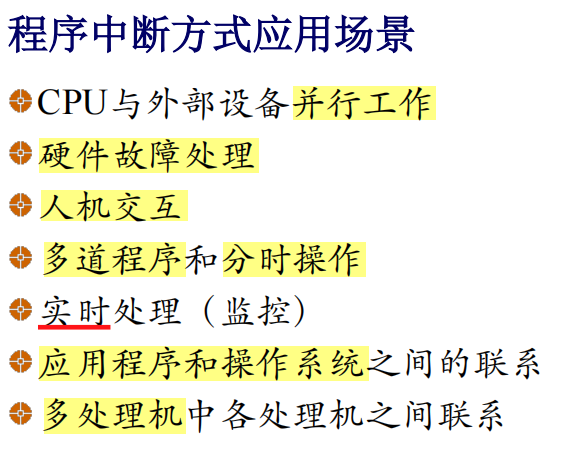 程序中断方式应用场景
CPU与外部设备并行工作
硬件故障处理
人机交互
多道程序和分时操作
实时处理（监控）
应用程序和操作系统之间的联系
多处理机中各处理机之间联系